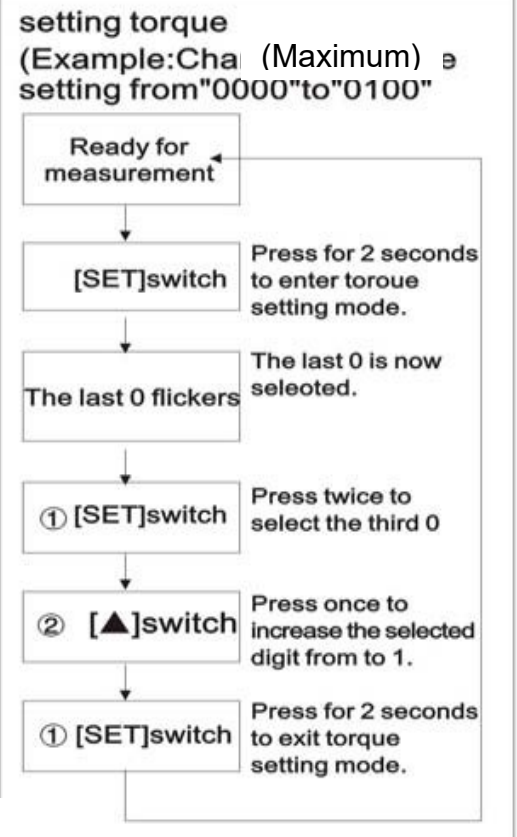 setting torque
(Example:Cha (Maximum) e
setting from"0000"to"0100"
Ready for
measurement
[SET]switch
Press for 2 seconds
to enter toroue
setting mode.
The last 0 flickers
The last 0 is now
seleoted.
① [SET]switch
Press twice to
select the third 0
② [▲]switch
Press once to
increase the selected
digit from to 1.
① [SET]switch
Press for 2 seconds
to exit torque
setting mode.